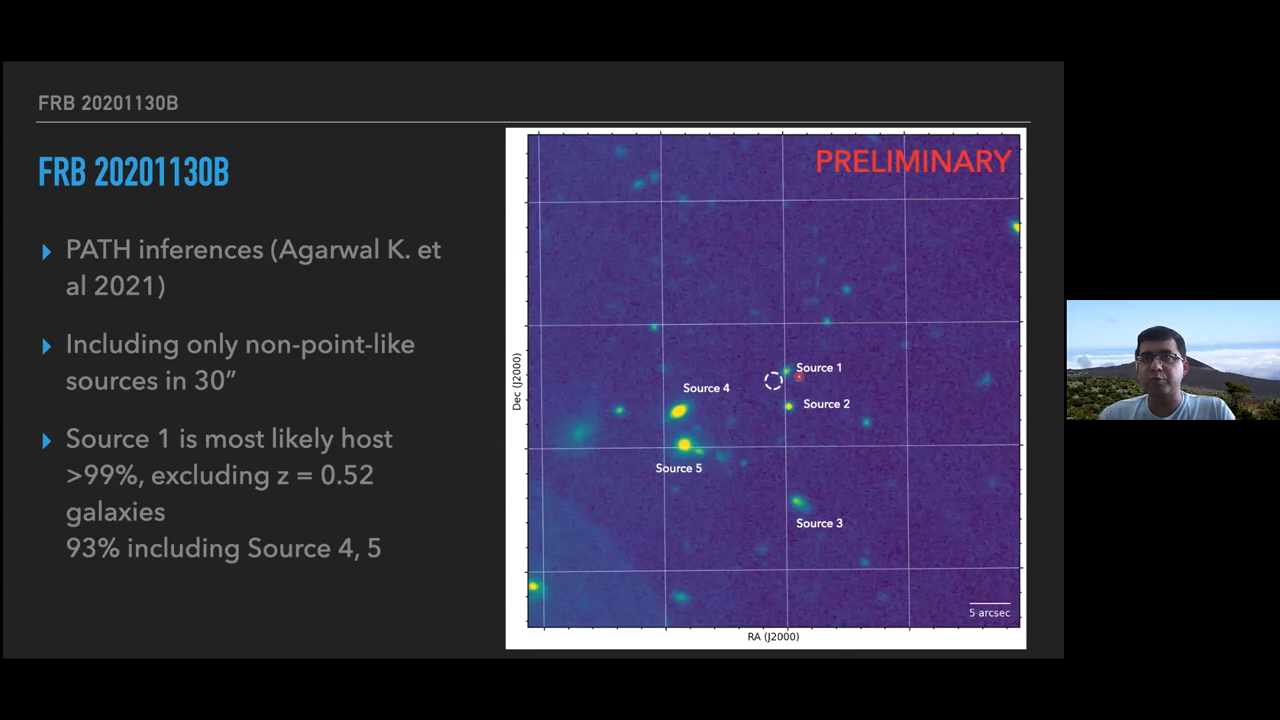 FRB 20201130B
FRB 20201130B
PATH inferences (Agarwal K. et
al 2021)
Including only non-point-like
sources in 30”
Source 1 is most likely host
>99%, excluding z = 0.52
galaxies
93% including Source 4, 5
PRELIMINARY
Source 1
Source 4
Source 2
Source 5
Source 3
5 arcsec
Dec (J2000)
RA (J2000)